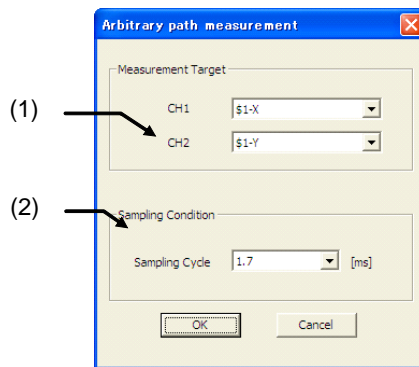 Arbitrary path measurement
Measurement Target
(1)
CH1 $1-X
CH2 $1-Y
(2)
Sampling Condition
Sampling Cycle 1.7 [ms]
OK Cancel